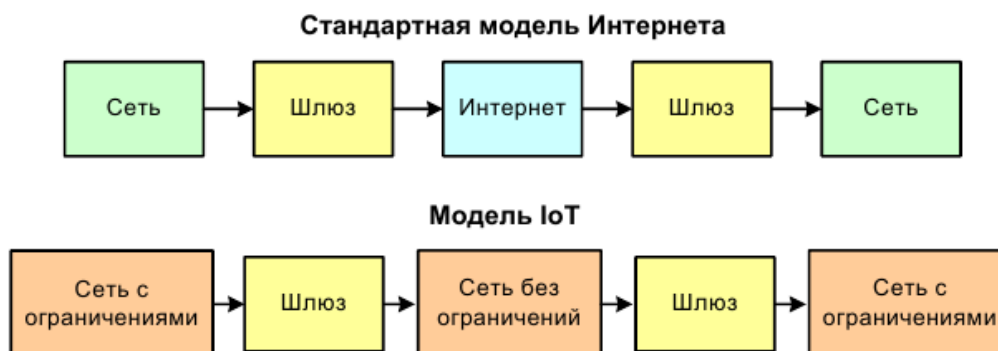 Стандартная модель Интернета
Сеть
Шлюз
Интернет
Шлюз
Сеть
Модель IoT
Сеть с
ограничениями
Шлюз
Сеть без
ограничений
Шлюз
Сеть с
ограничениями